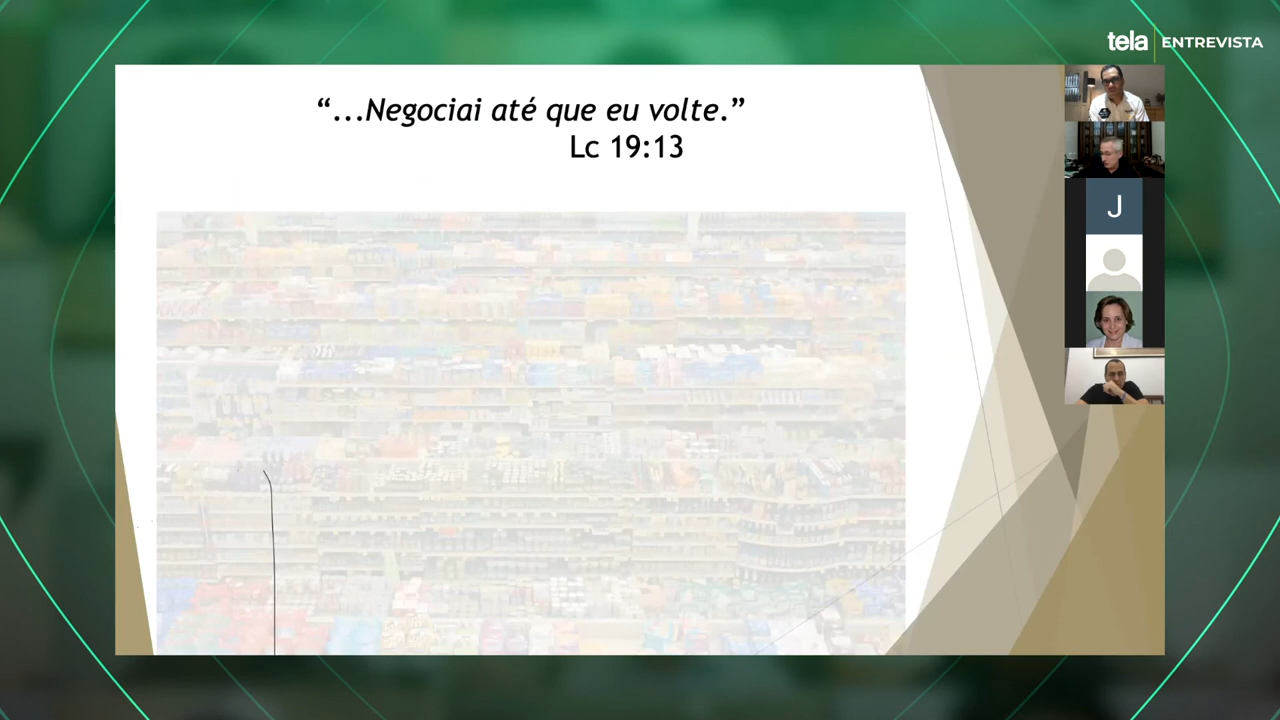 tela ENTREVISTA
“...Negociai até que eu volte.”
Lc 19:13
J